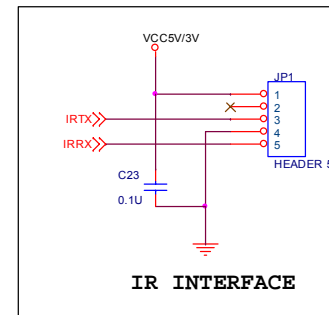 VCC5V/3V
JP1
1
2
IRTX
3
4
IRRX
5
C23
HEADER 5
0.1U
IR INTERFACE